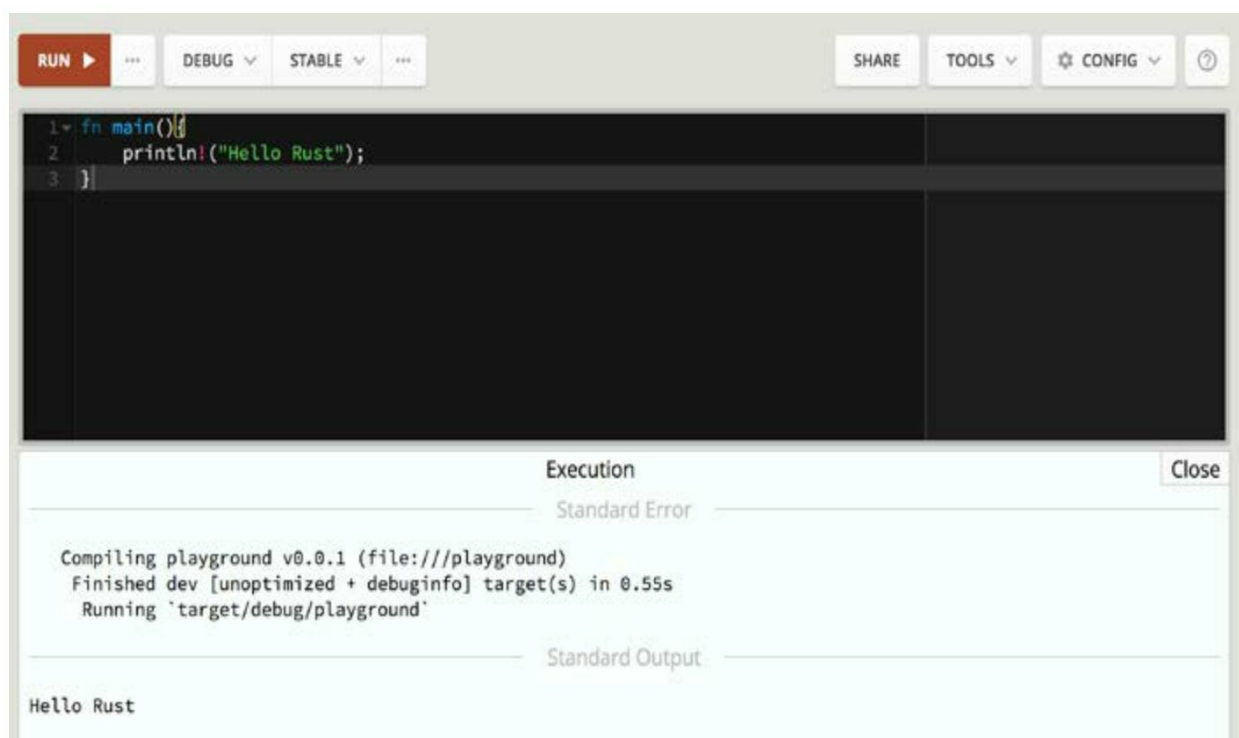 RUN ... DEBUG STABLE ... SHARE TOOLS CONFIG ?
1 fn main(){
2     println!("Hello Rust");
3 }
Execution Close
Standard Error
Compiling playground v0.0.1 (file:///playground)
Finished dev [unoptimized + debuginfo] target(s) in 0.55s
Running `target/debug/playground`
Standard Output
Hello Rust